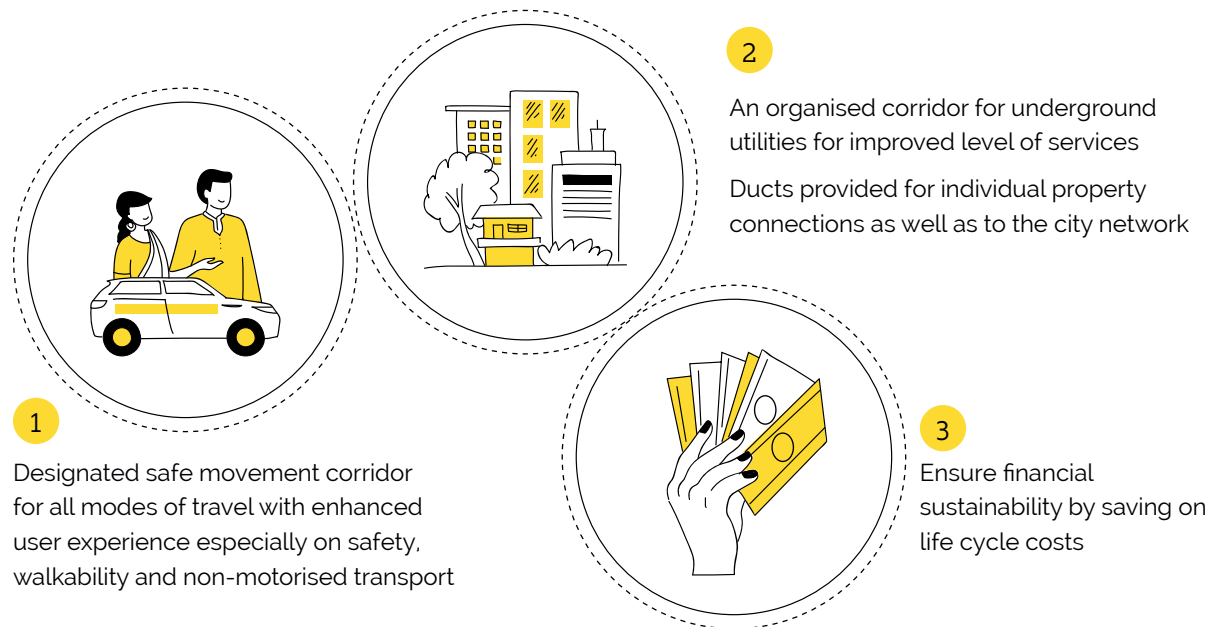 1
Designated safe movement corridor
for all modes of travel with enhanced
user experience especially on safety,
walkability and non-motorised transport
2
An organised corridor for underground
utilities for improved level of services
Ducts provided for individual property
connections as well as to the city network
3
Ensure financial
sustainability by saving on
life cycle costs